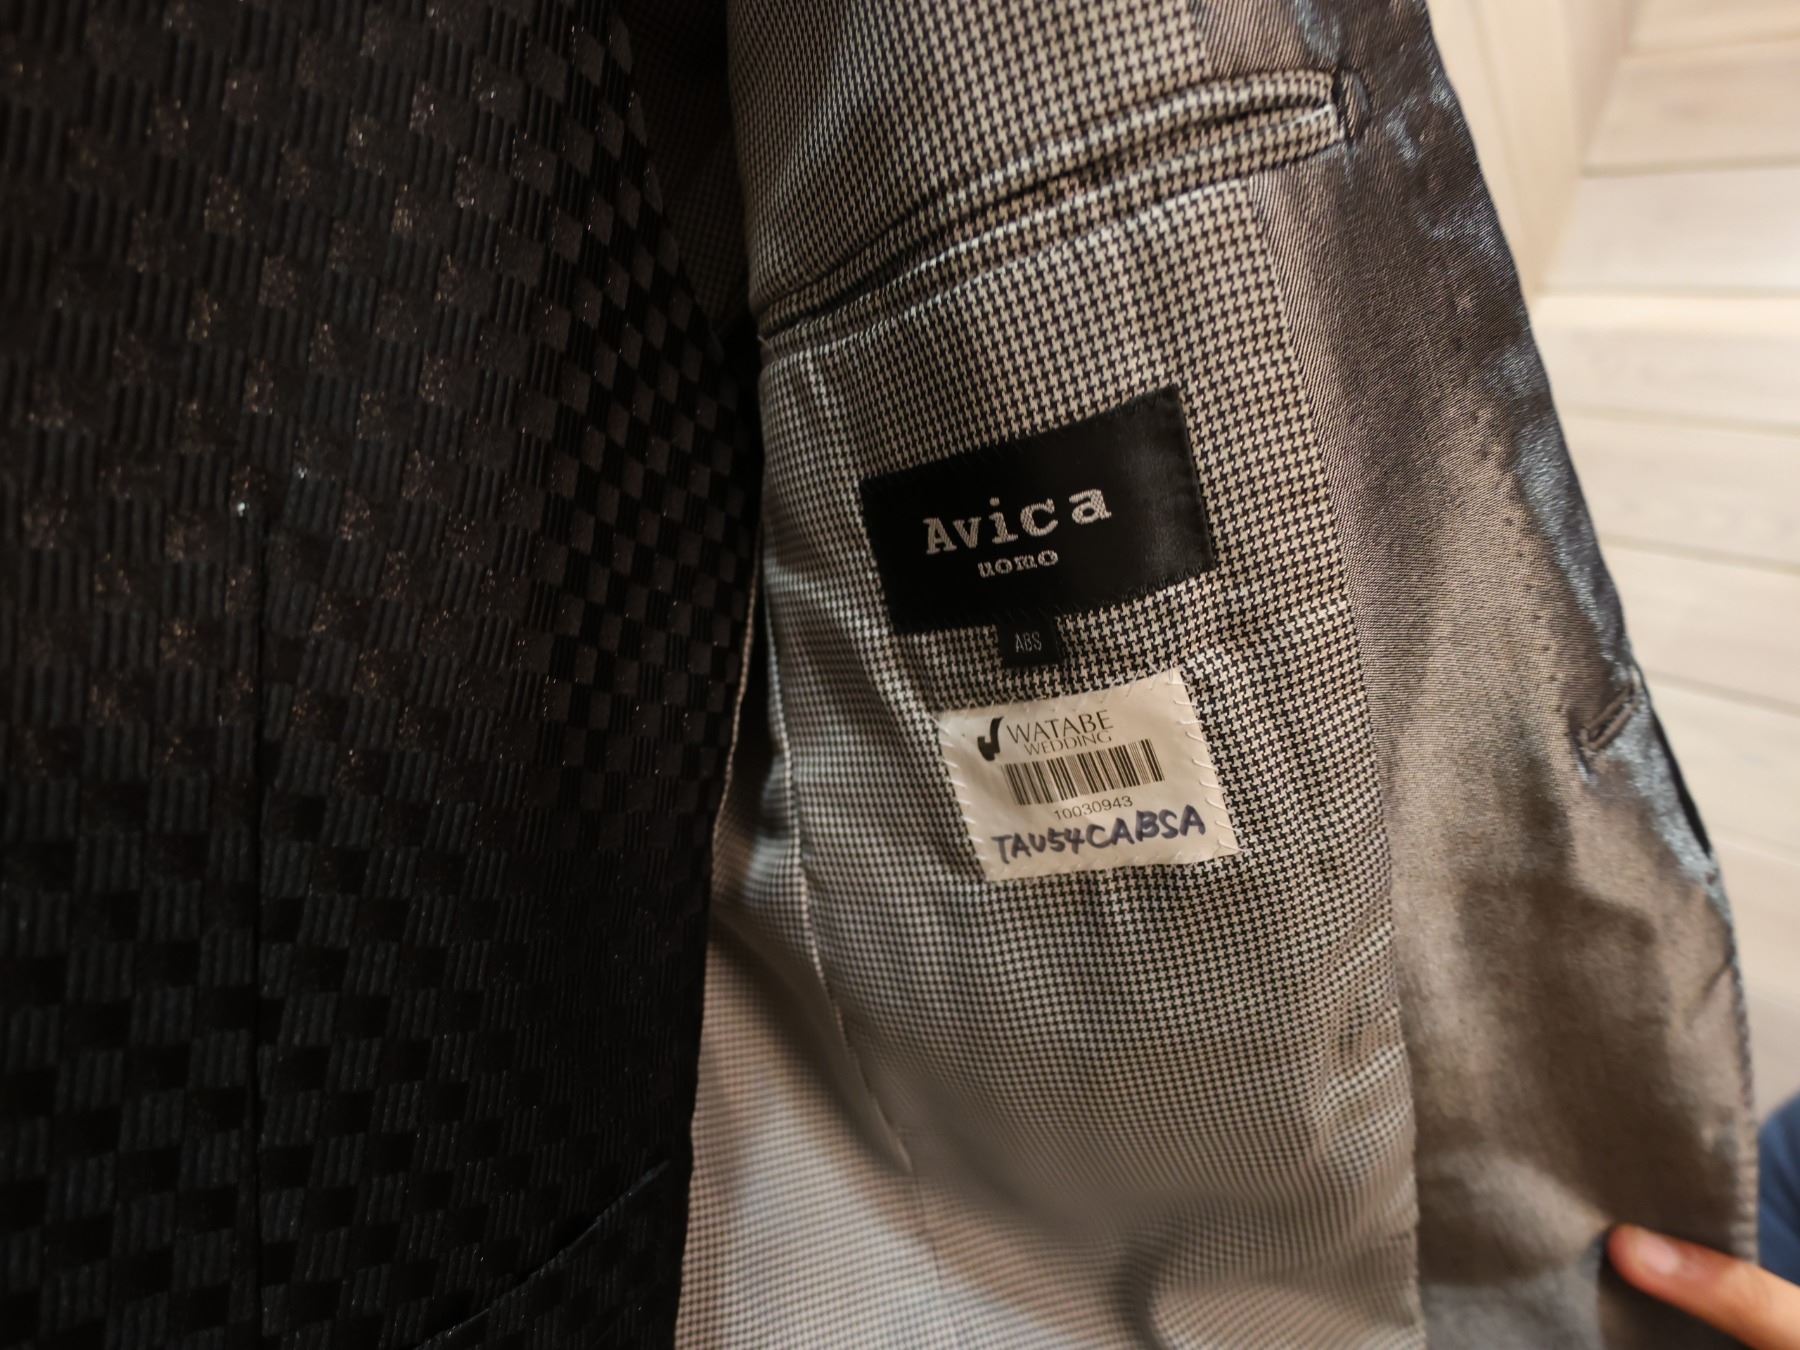 Avica
uomo
ABS
WATABE
WEDDING
10030943
TAU54CABSA